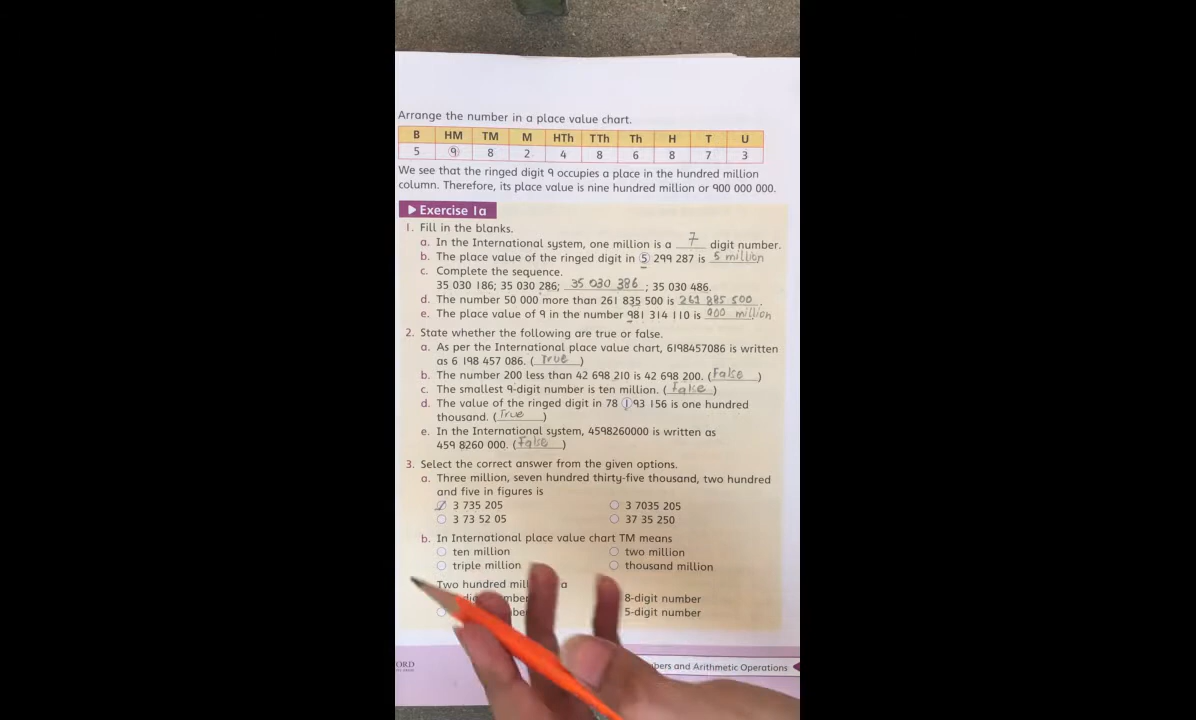 Arrange the number in a place value chart.
B HM TM M HTh TTh Th H T U
5 9 8 2 4 8 6 8 7 3
We see that the ringed digit 9 occupies a place in the hundred million
column. Therefore, its place value is nine hundred million or 900 000 000.
Exercise 1a
1. Fill in the blanks.
a. In the International system, one million is a 7 digit number.
b. The place value of the ringed digit in 5 299 287 is 5 million
c. Complete the sequence.
35 030 186; 35 030 286; 35 030 386; 35 030 486.
d. The number 50 000 more than 261 835 500 is 261 885 500.
e. The place value of 9 in the number 981 314 110 is 900 million
2. State whether the following are true or false.
a. As per the International place value chart, 6198457086 is written
as 6 198 457 086. (True)
b. The number 200 less than 42 698 210 is 42 698 200. (False)
c. The smallest 9-digit number is ten million. (False)
d. The value of the ringed digit in 78 193 156 is one hundred
thousand. (True)
e. In the International system, 4598260000 is written as
459 8260 000. (False)
3. Select the correct answer from the given options.
a. Three million, seven hundred thirty-five thousand, two hundred
and five in figures is
3 735 205 3 7035 205
3 73 52 05 37 35 250
b. In International place value chart TM means
ten million two million
triple million thousand million
Two hundred a
8-digit number
5-digit number
and Arithmetic Operations